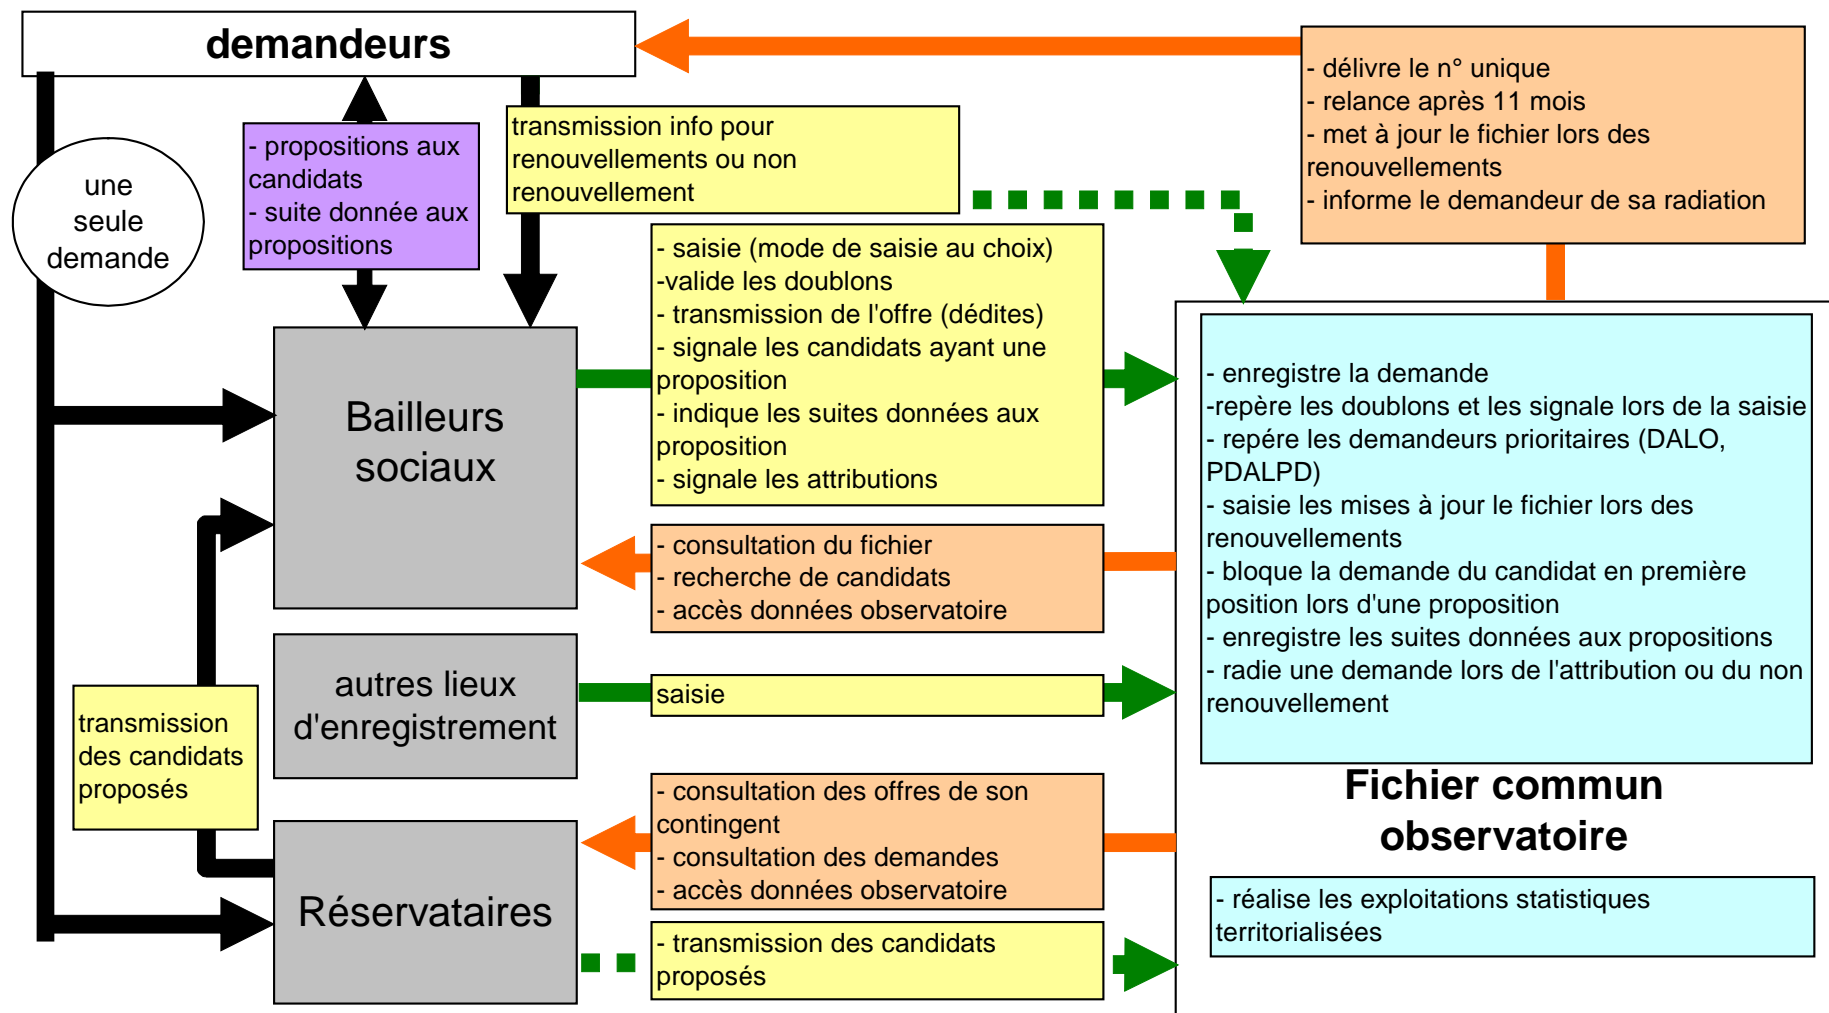 demandeurs
- délivre le n° unique
- relance après 11 mois
- met à jour le fichier lors des
renouvellements
- informe le demandeur de sa radiation
une
seule
demande
- propositions aux
candidats
- suite donnée aux
propositions
transmission info pour
renouvellements ou non
renouvellement
- saisie (mode de saisie au choix)
-valide les doublons
- transmission de l'offre (dédites)
- signale les candidats ayant une
proposition
- indique les suites données aux
proposition
- signale les attributions
Bailleurs
sociaux
- consultation du fichier
- recherche de candidats
- accès données observatoire
autres lieux
d'enregistrement
saisie
transmission
des candidats
proposés
- consultation des offres de son
contingent
- consultation des demandes
- accès données observatoire
Réservataires
- transmission des candidats
proposés
- enregistre la demande
-repère les doublons et les signale lors de la saisie
- repére les demandeurs prioritaires (DALO,
PDALPD)
- saisie les mises à jour le fichier lors des
renouvellements
- bloque la demande du candidat en première
position lors d'une proposition
- enregistre les suites données aux propositions
- radie une demande lors de l'attribution ou du non
renouvellement
Fichier commun
observatoire
- réalise les exploitations statistiques
territorialisées